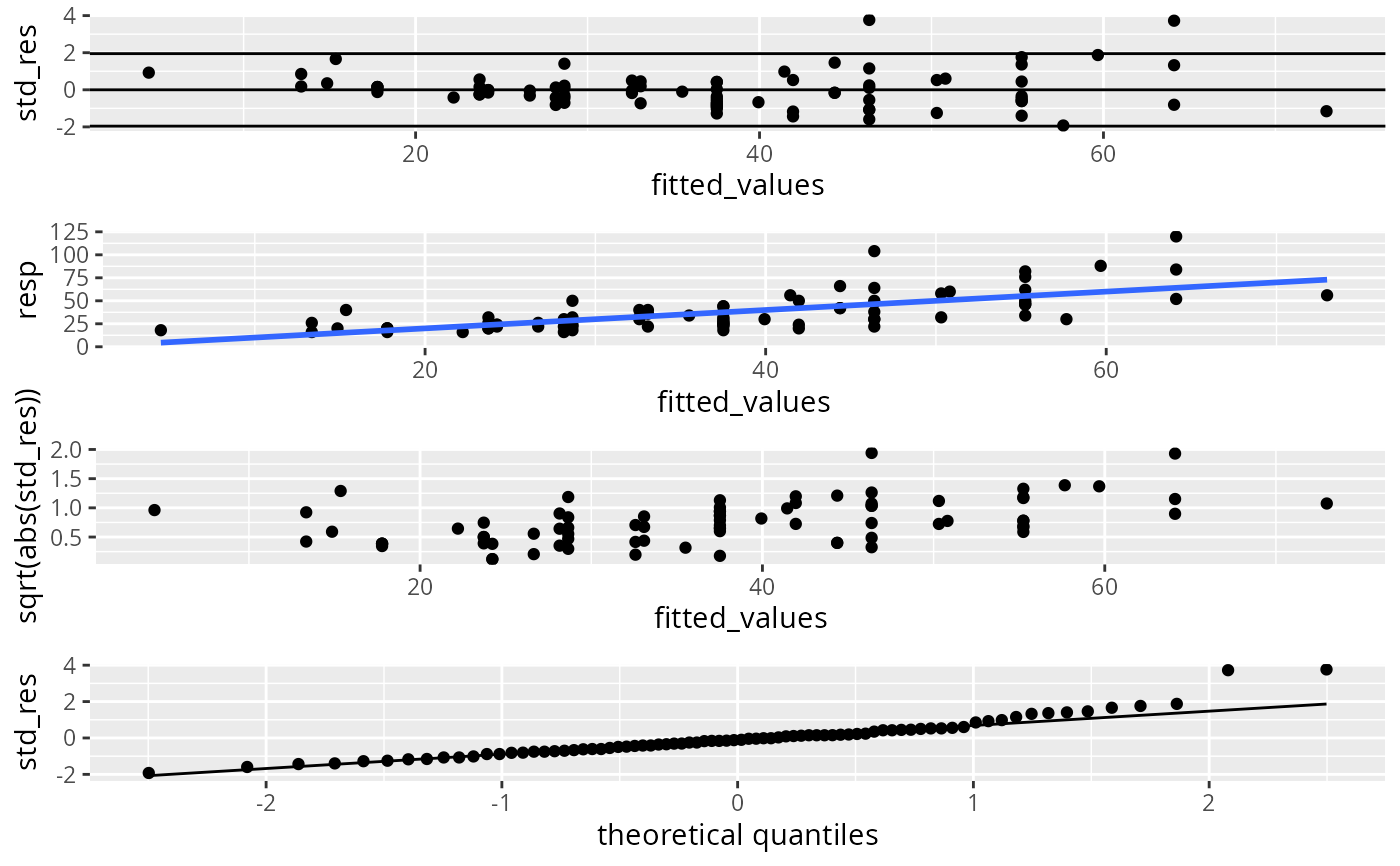 4
2
0
-2
std_res
20 40 60
fitted_values
125
100
75
50
25
0
resp
20 40 60
fitted_values
2.0
1.5
1.0
0.5
sqrt(abs(std_res))
20 40 60
fitted_values
4
2
0
-2
std_res
-2 -1 0 1 2
theoretical quantiles